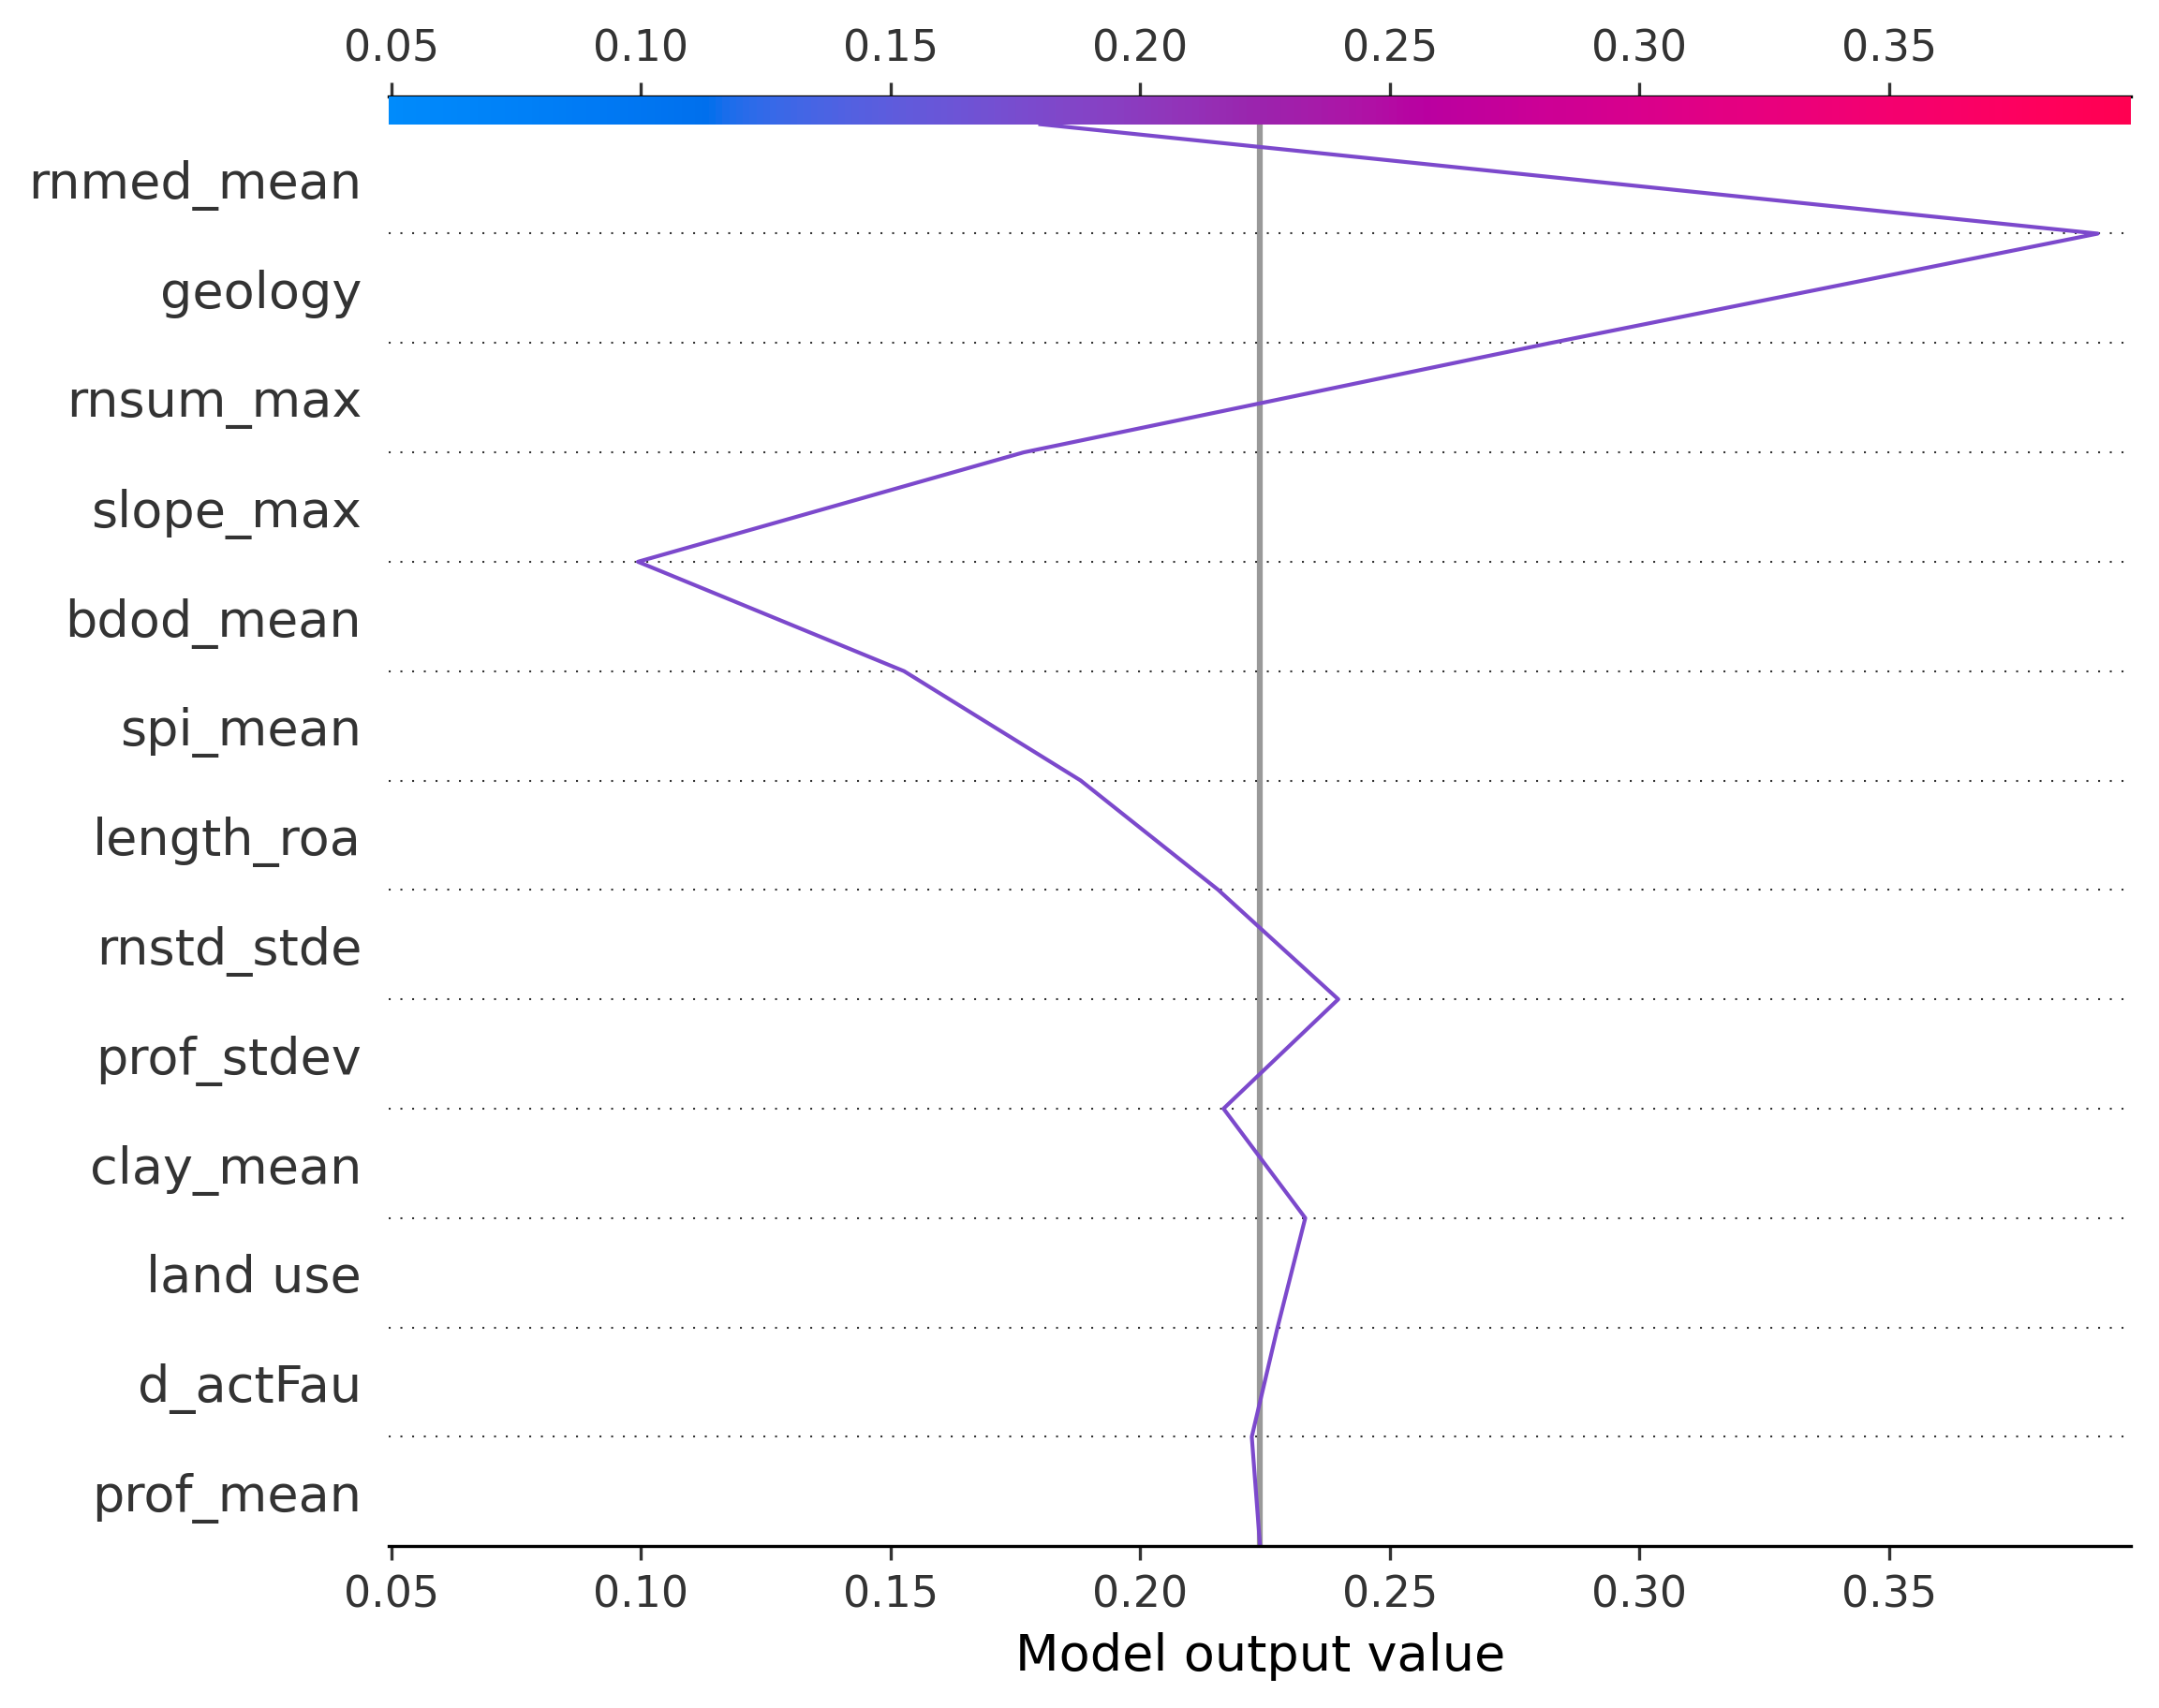 0.05 0.10 0.15 0.20 0.25 0.30 0.35
rnmed_mean
geology
rnsum_max
slope_max
bdod_mean
spi_mean
length_roa
rnstd_stde
prof_stdev
clay_mean
land use
d_actFau
prof_mean
0.05 0.10 0.15 0.20 0.25 0.30 0.35
Model output value